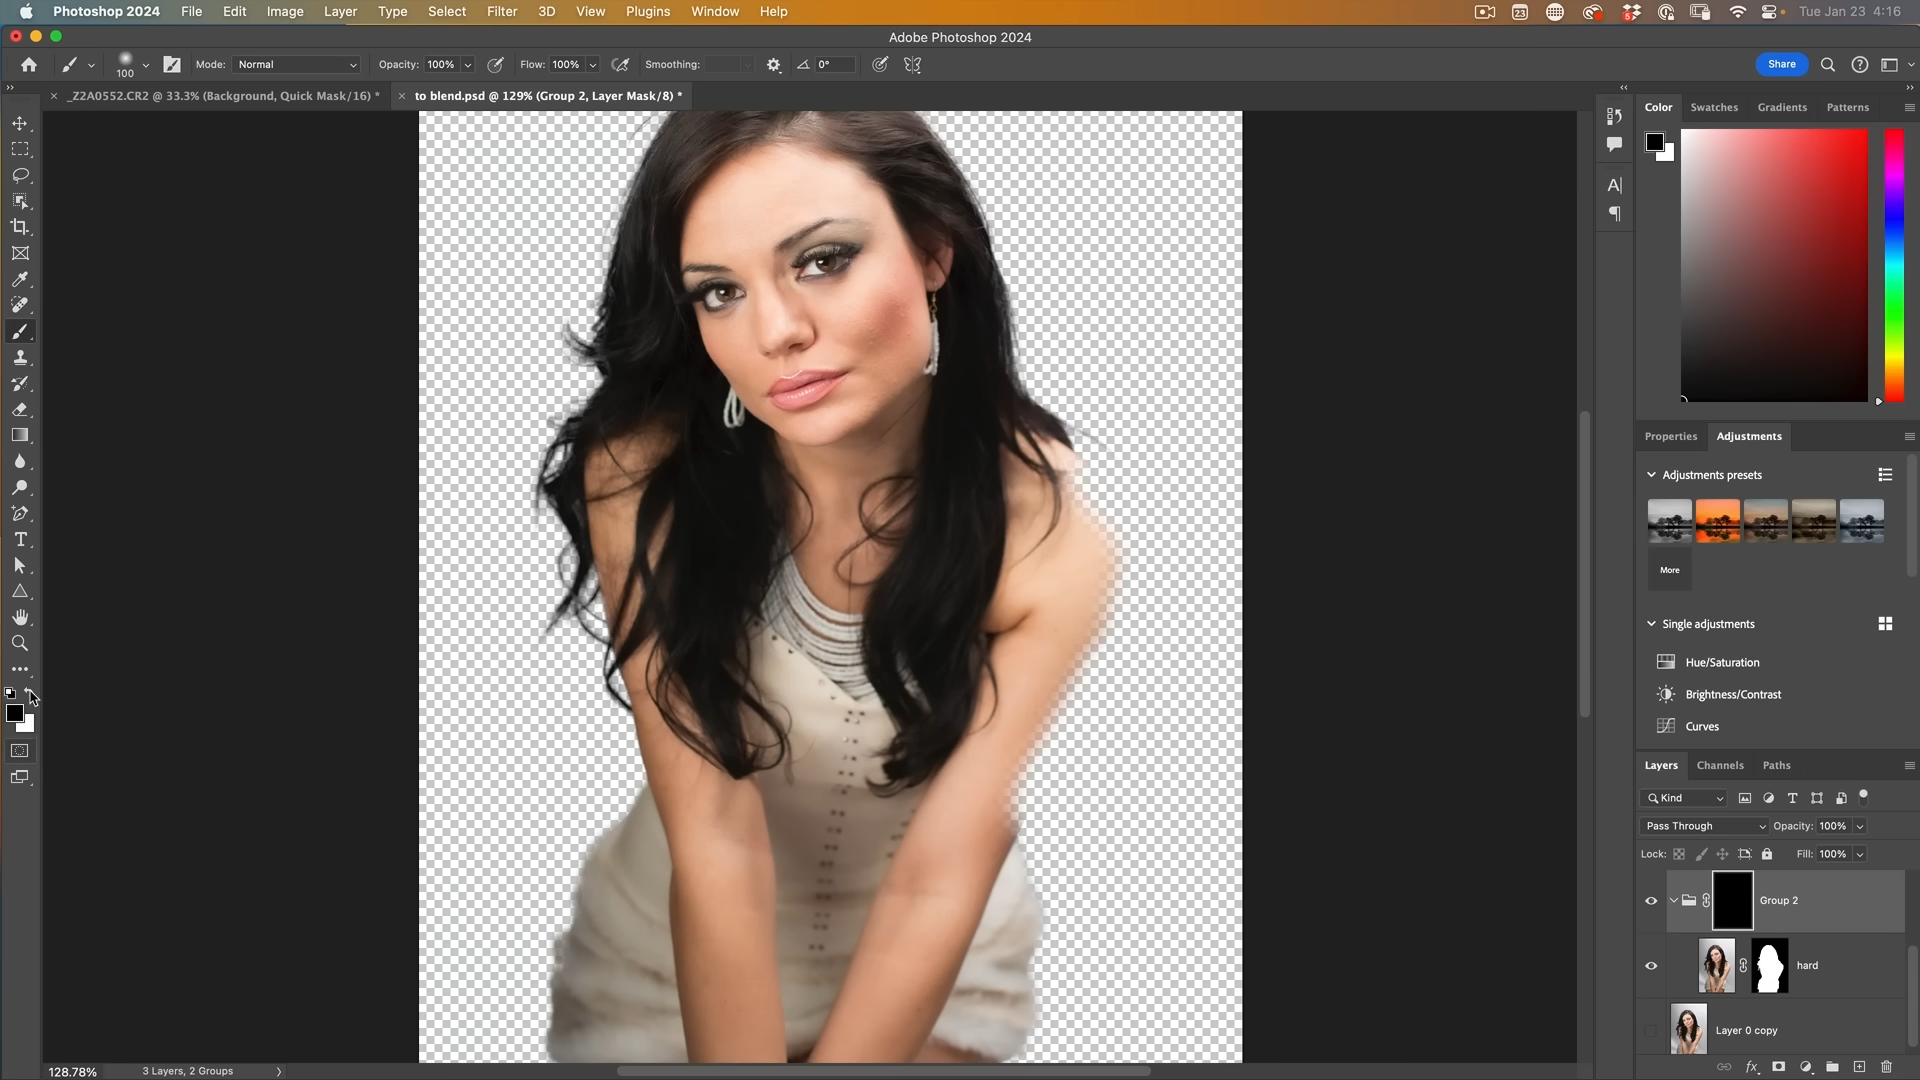 Photoshop 2024 File Edit Image Layer Type Select Filter 3D View Plugins Window Help 23 5 Tue Jan 23 4:16
Adobe Photoshop 2024
100 Mode: Normal Opacity: 100% Flow: 100% Smoothing: 0° Share
_Z2A0552.CR2 @ 33.3% (Background, Quick Mask/16) * to blend.psd @ 129% (Group 2, Layer Mask/8) *
Color Swatches Gradients Patterns
Properties Adjustments
Adjustments presets
More
Single adjustments
Hue/Saturation
Brightness/Contrast
Curves
Layers Channels Paths
Kind
Pass Through Opacity: 100%
Lock: Fill: 100%
Group 2
hard
Layer 0 copy
128.78% 3 Layers, 2 Groups